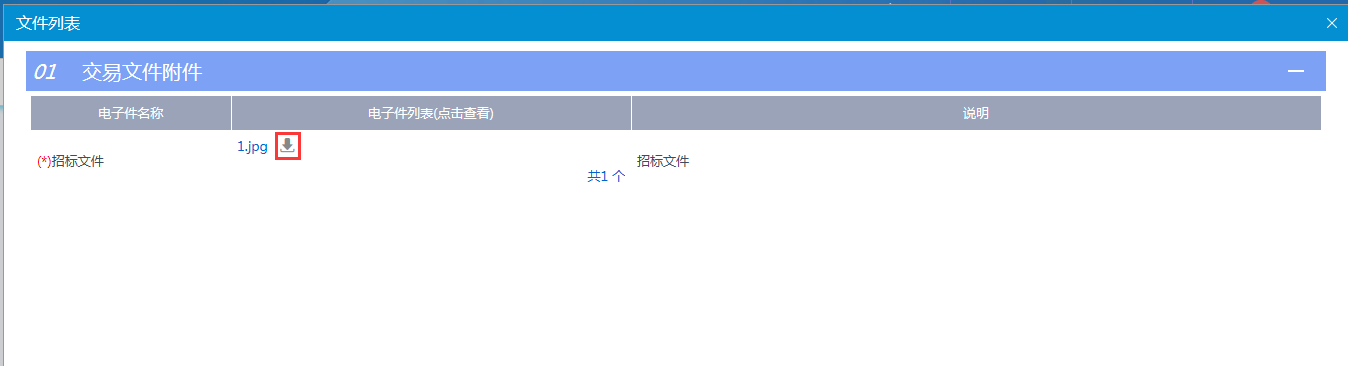 文件列表
01 交易文件附件
电子件名称 电子件列表(点击查看) 说明
1.jpg
(*)招标文件 招标文件
共1 个